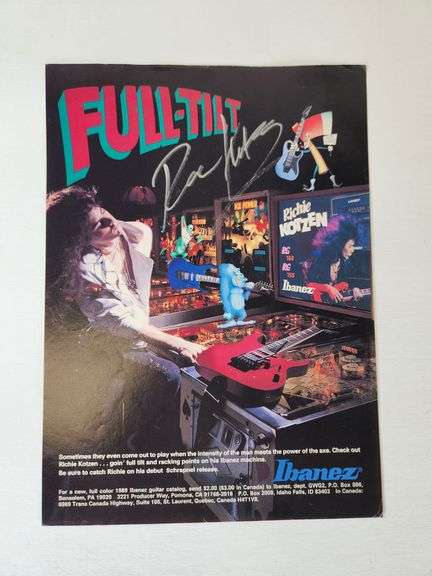 FULL-TILT
Richie
KOTZEN
RG
RG
Ibanez
Sometimes they even come out to play when the intensity of the man meets the power of the axe. Check out
Richie Kotzen . . . goin' full tilt and racking points on his Ibanez machine.
Be sure to catch Richie on his debut Schrapnel release.
Ibanez
For a new, full color 1989 Ibanez guitar catalog, send $2.00 ($3.00 in Canada) to Ibanez, dept. GWG2, P.O. Box 886,
Bensalem, PA 19020 3221 Producer Way, Pomona, CA 91768-3916 P.O. Box 2009, Idaho Falls, ID 83403 In Canada:
6969 Trans Canada Highway, Suite 105, St. Laurent, Quebec, Canada H4T1V8.